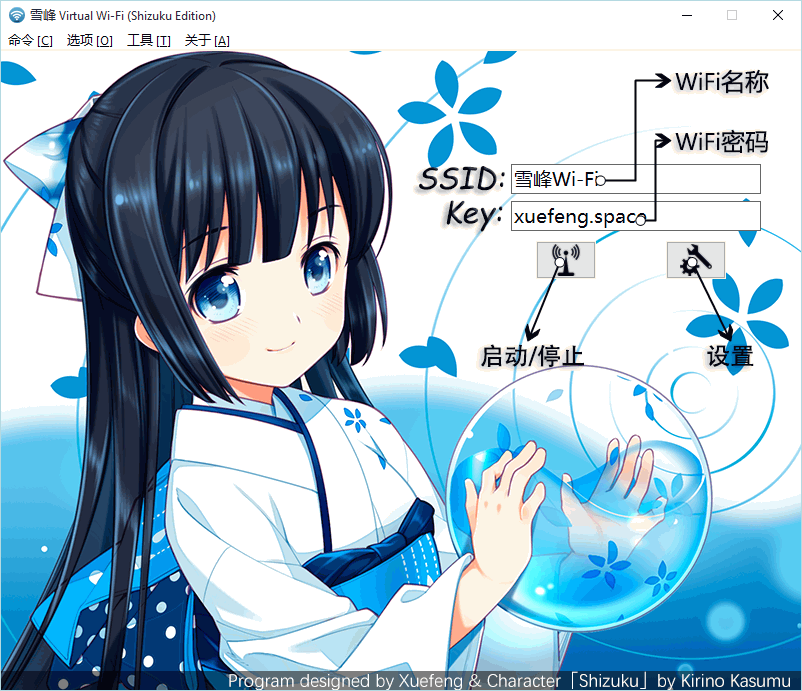 雪峰 Virtual Wi-Fi (Shizuku Edition)
命令 [C] 选项 [O] 工具 [T] 关于 [A]
WiFi名称
WiFi密码
SSID: 雪峰Wi-Fi
Key: xuefeng.space
启动/停止 设置
Program designed by Xuefeng & Character「Shizuku」by Kirino Kasumu